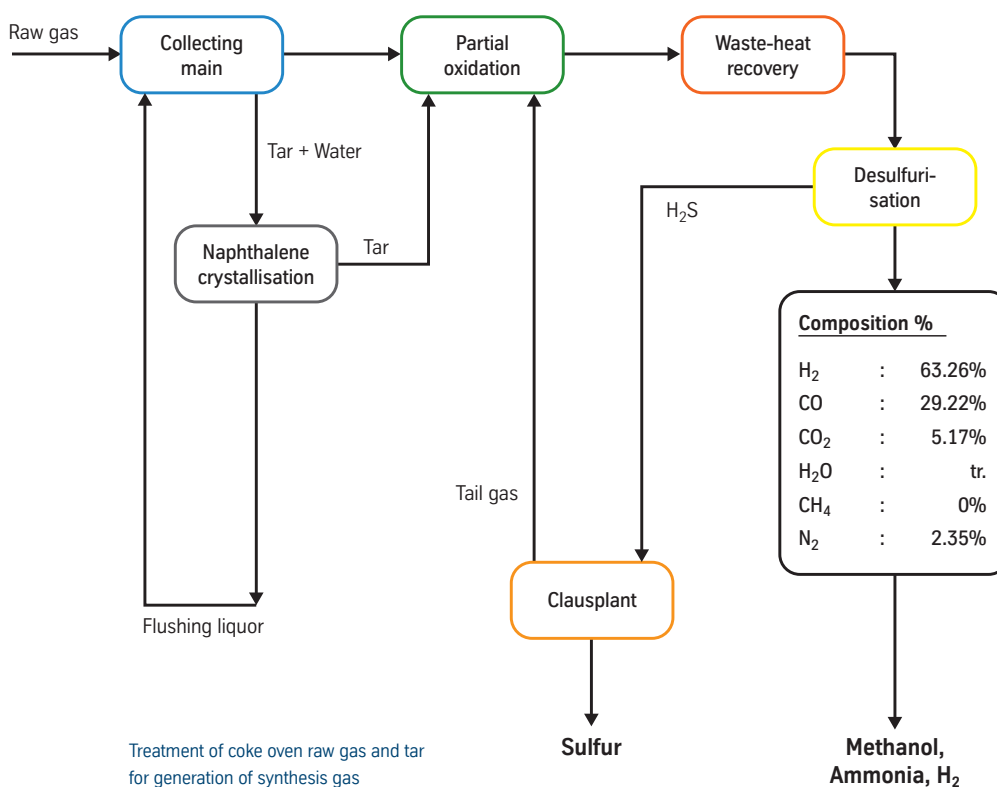 Raw gas
Collecting
main
Partial
oxidation
Waste-heat
recovery
Tar + Water
Desulfuri-
sation
H₂S
Naphthalene
crystallisation
Tar
Composition %
H₂ : 63.26%
CO : 29.22%
CO₂ : 5.17%
H₂O : tr.
CH₄ : 0%
N₂ : 2.35%
Tail gas
Clausplant
Flushing liquor
Sulfur
Methanol,
Ammonia, H₂
Treatment of coke oven raw gas and tar
for generation of synthesis gas